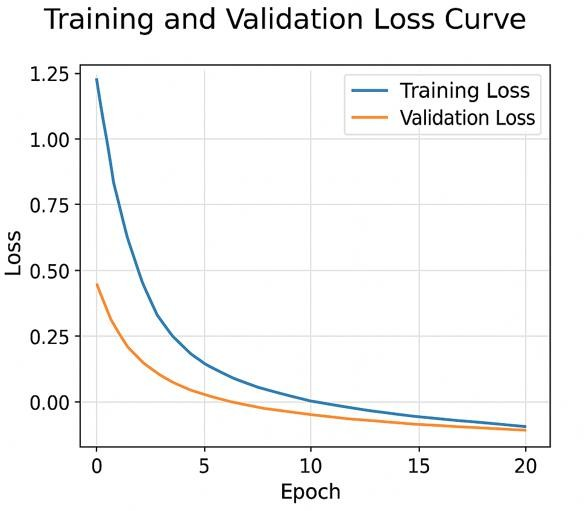 Training and Validation Loss Curve
1.25
1.00
0.75
0.50
0.25
0.00
Loss
Training Loss
Validation Loss
0 5 10 15 20
Epoch